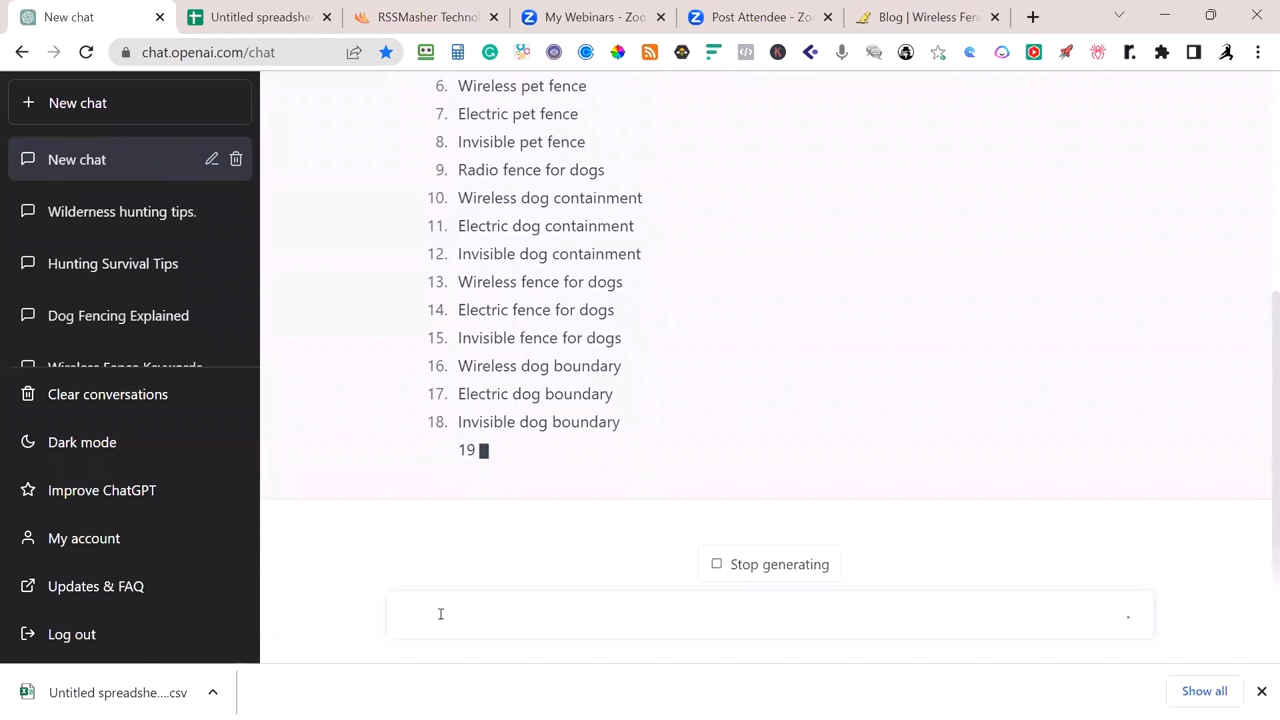 New chat
Untitled spreadshe
RSSMasher Techno
My Webinars - Zoo
Post Attendee - Zo
Blog | Wireless Fen
chat.openai.com/chat
New chat
New chat
Wilderness hunting tips.
Hunting Survival Tips
Dog Fencing Explained
Wireless Fence Keywords
Clear conversations
Dark mode
Improve ChatGPT
My account
Updates & FAQ
Log out
6. Wireless pet fence
7. Electric pet fence
8. Invisible pet fence
9. Radio fence for dogs
10. Wireless dog containment
11. Electric dog containment
12. Invisible dog containment
13. Wireless fence for dogs
14. Electric fence for dogs
15. Invisible fence for dogs
16. Wireless dog boundary
17. Electric dog boundary
18. Invisible dog boundary
19
Stop generating
Untitled spreadshe....csv
Show all